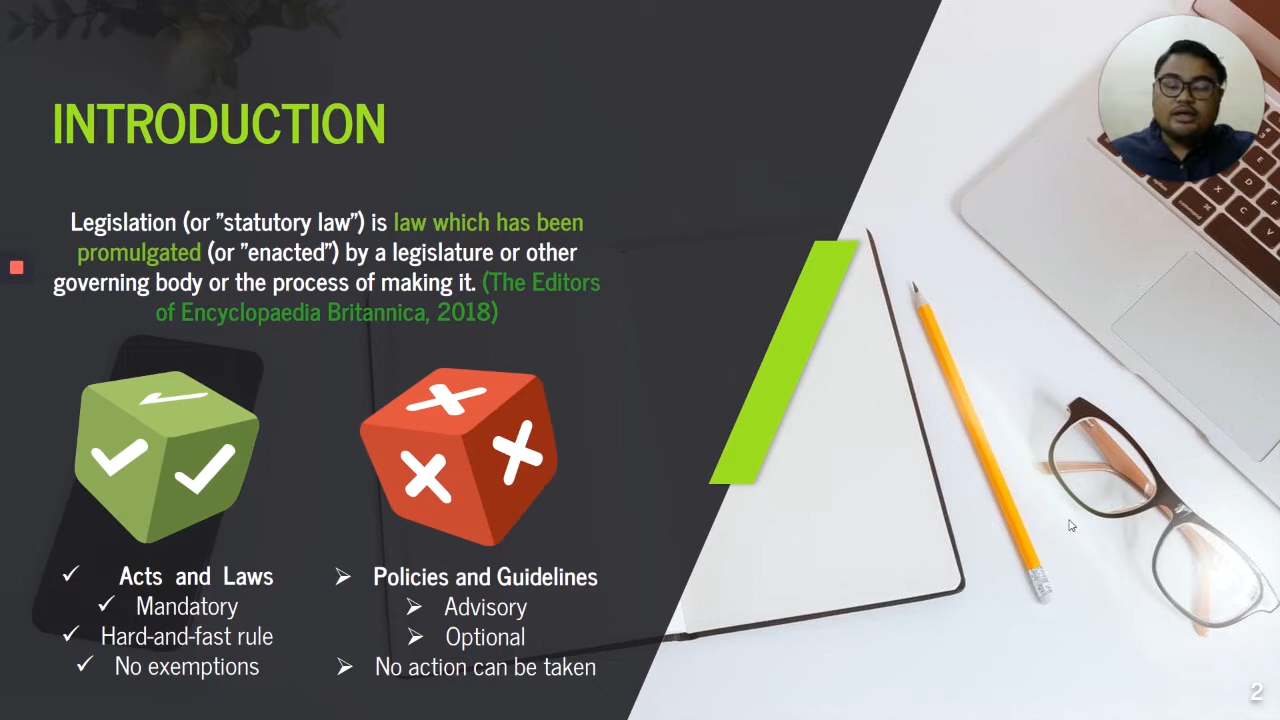 INTRODUCTION
Legislation (or "statutory law") is law which has been
promulgated (or "enacted") by a legislature or other
governing body or the process of making it. (The Editors
of Encyclopaedia Britannica, 2018)
✓ Acts and Laws
✓ Mandatory
✓ Hard-and-fast rule
✓ No exemptions
➢ Policies and Guidelines
➢ Advisory
➢ Optional
➢ No action can be taken
command
2